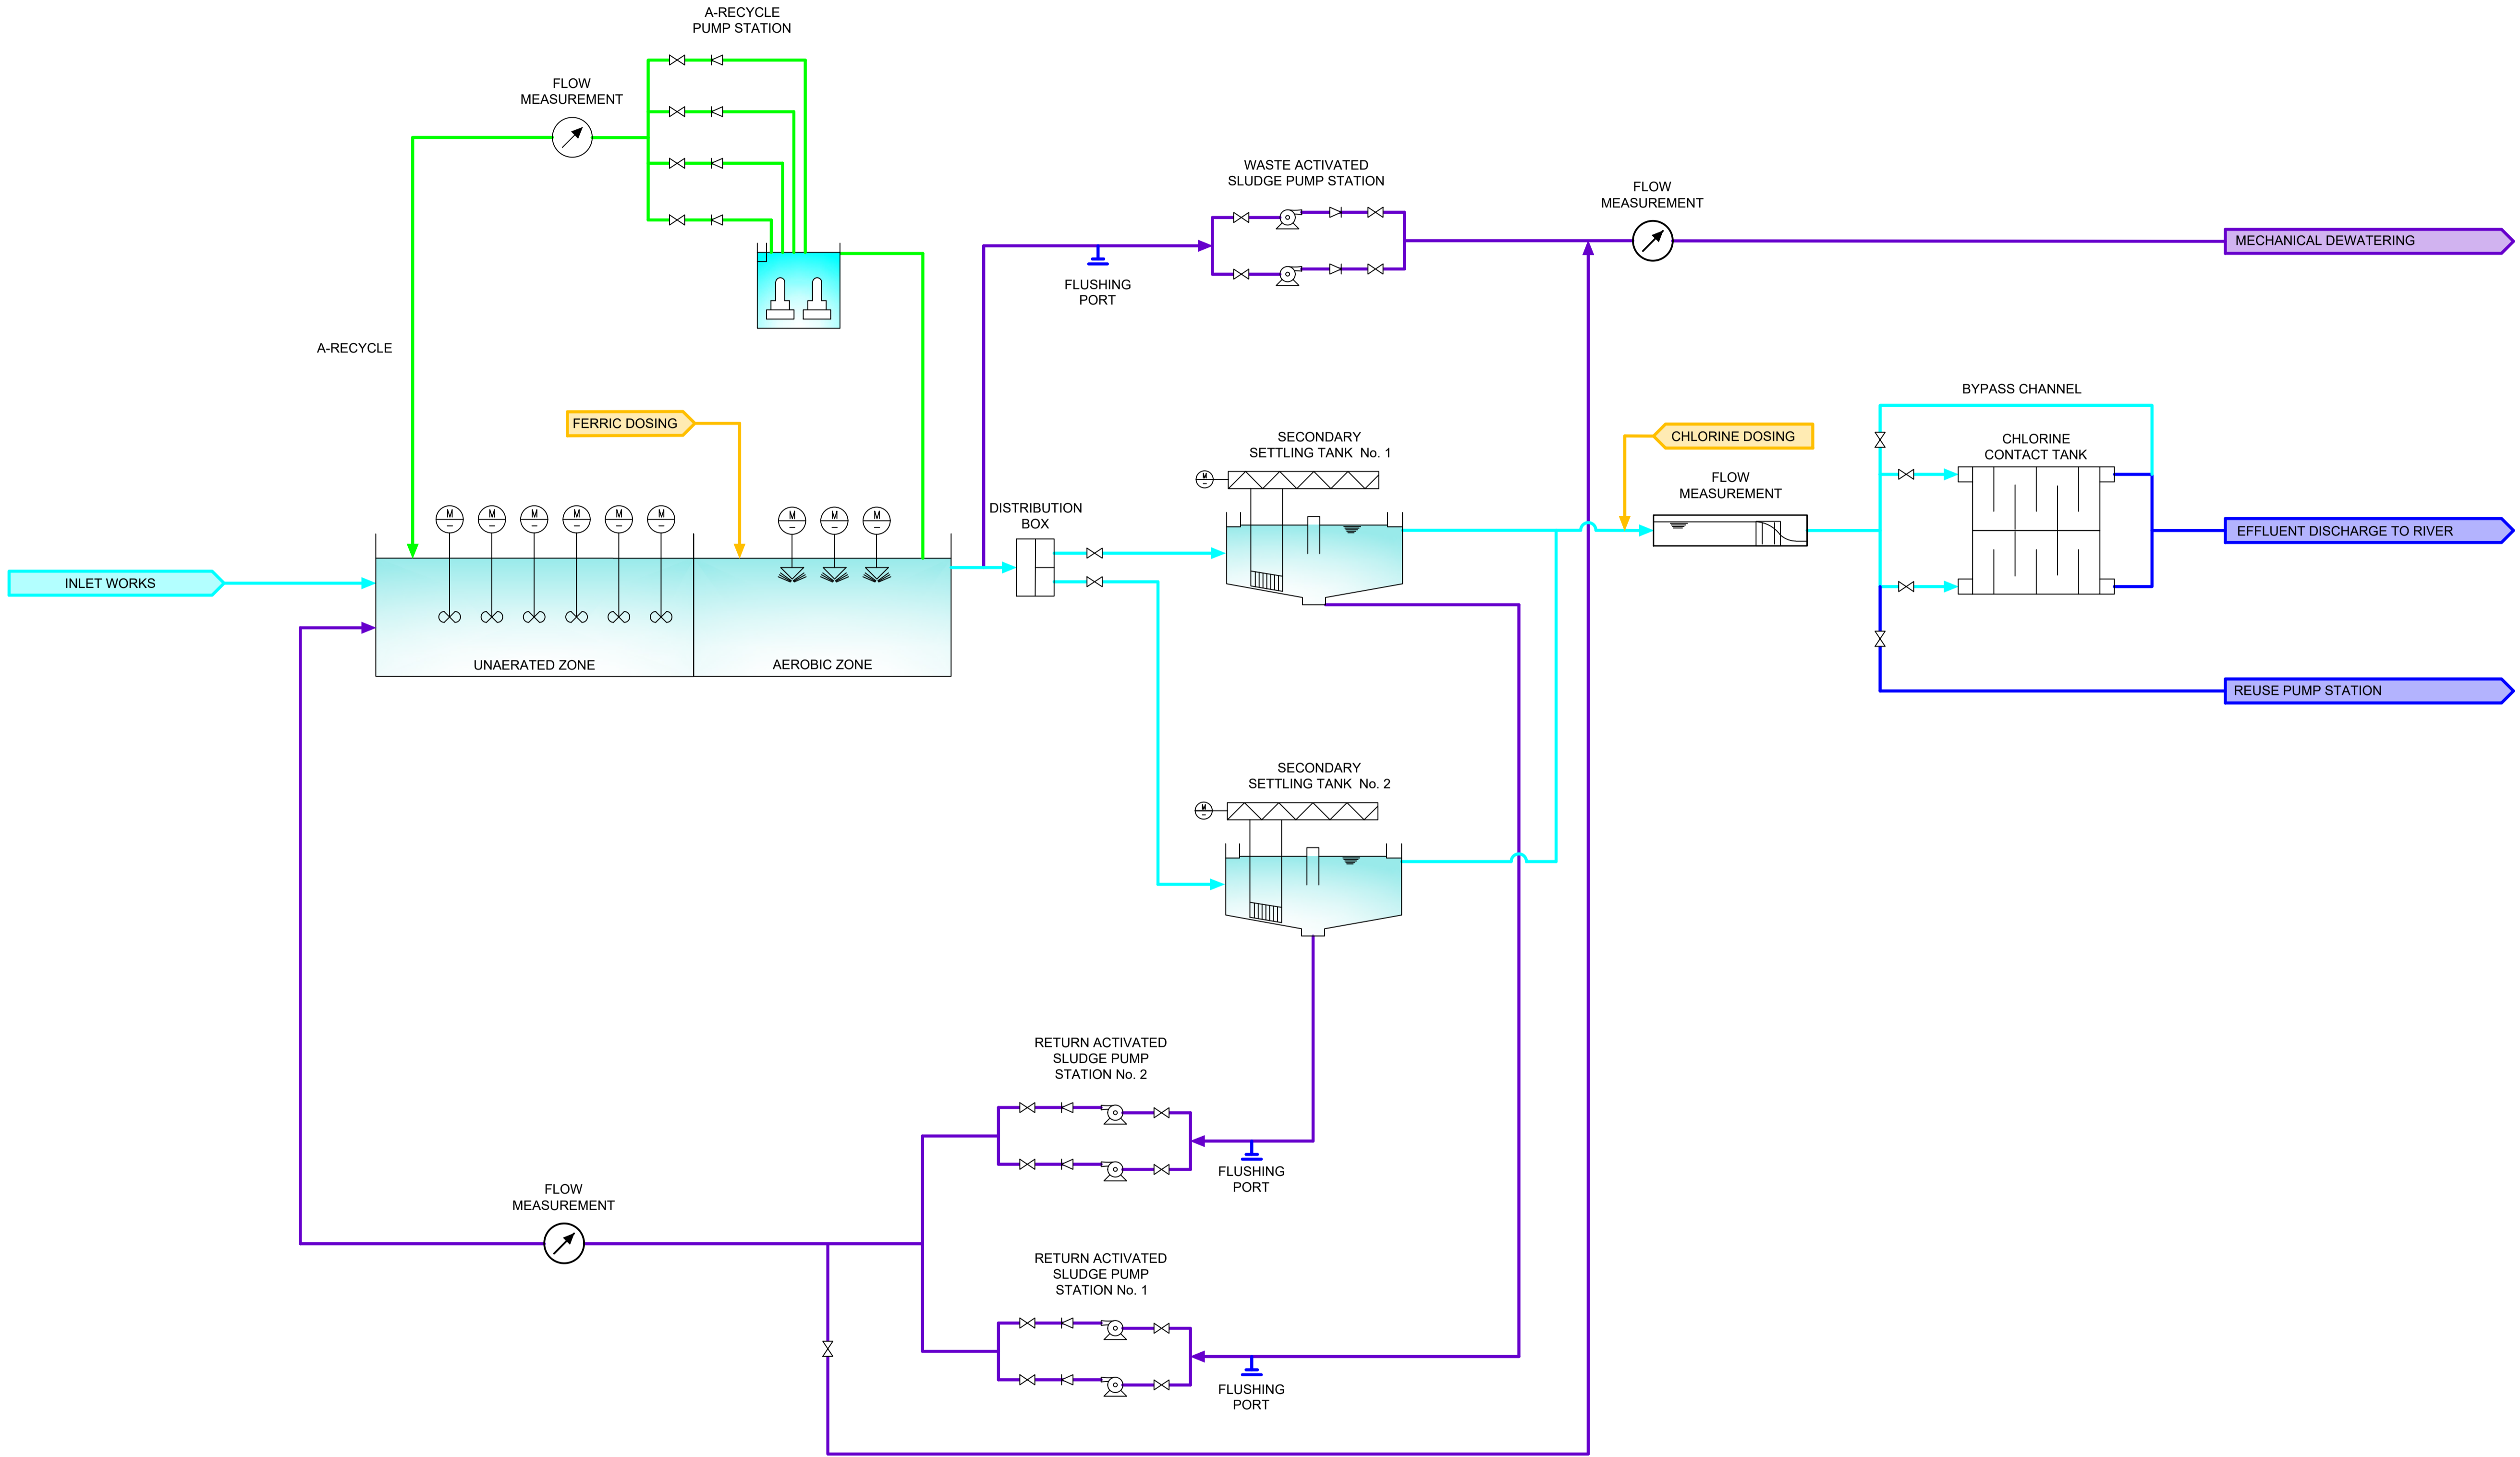 A-RECYCLE
PUMP STATION
FLOW
MEASUREMENT
WASTE ACTIVATED
SLUDGE PUMP STATION
FLOW
MEASUREMENT
MECHANICAL DEWATERING
FLUSHING
PORT
A-RECYCLE
BYPASS CHANNEL
FERRIC DOSING
SECONDARY
SETTLING TANK No. 1
CHLORINE DOSING
CHLORINE
CONTACT TANK
FLOW
MEASUREMENT
M
M
M
M
M
M
M
M
M
M
DISTRIBUTION
BOX
EFFLUENT DISCHARGE TO RIVER
INLET WORKS
UNAERATED ZONE
AEROBIC ZONE
REUSE PUMP STATION
SECONDARY
SETTLING TANK No. 2
M
RETURN ACTIVATED
SLUDGE PUMP
STATION No. 2
FLUSHING
PORT
FLOW
MEASUREMENT
RETURN ACTIVATED
SLUDGE PUMP
STATION No. 1
FLUSHING
PORT